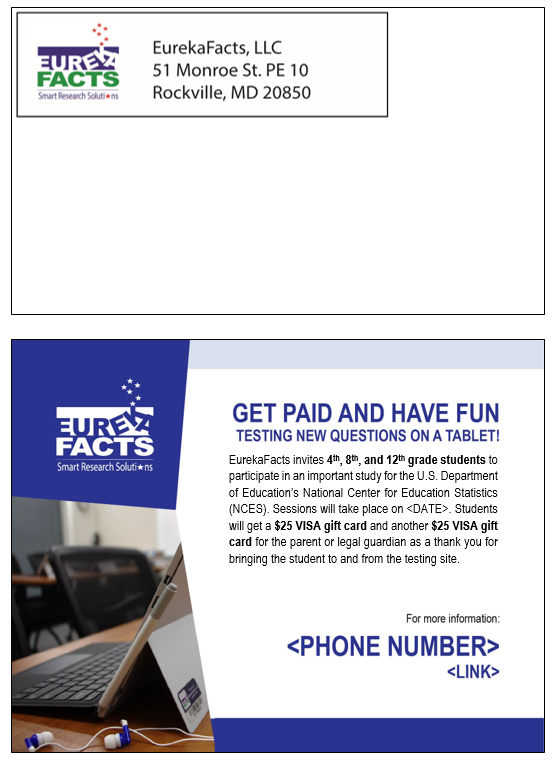 EUREKA
FACTS
Smart Research Soluti★ns
EurekaFacts, LLC
51 Monroe St. PE 10
Rockville, MD 20850
EUREKA
FACTS
Smart Research Soluti★ns
GET PAID AND HAVE FUN
TESTING NEW QUESTIONS ON A TABLET!
EurekaFacts invites 4th, 8th, and 12th grade students to
participate in an important study for the U.S. Department
of Education's National Center for Education Statistics
(NCES). Sessions will take place on <DATE>. Students
will get a $25 VISA gift card and another $25 VISA gift
card for the parent or legal guardian as a thank you for
bringing the student to and from the testing site.
For more information:
<PHONE NUMBER>
<LINK>